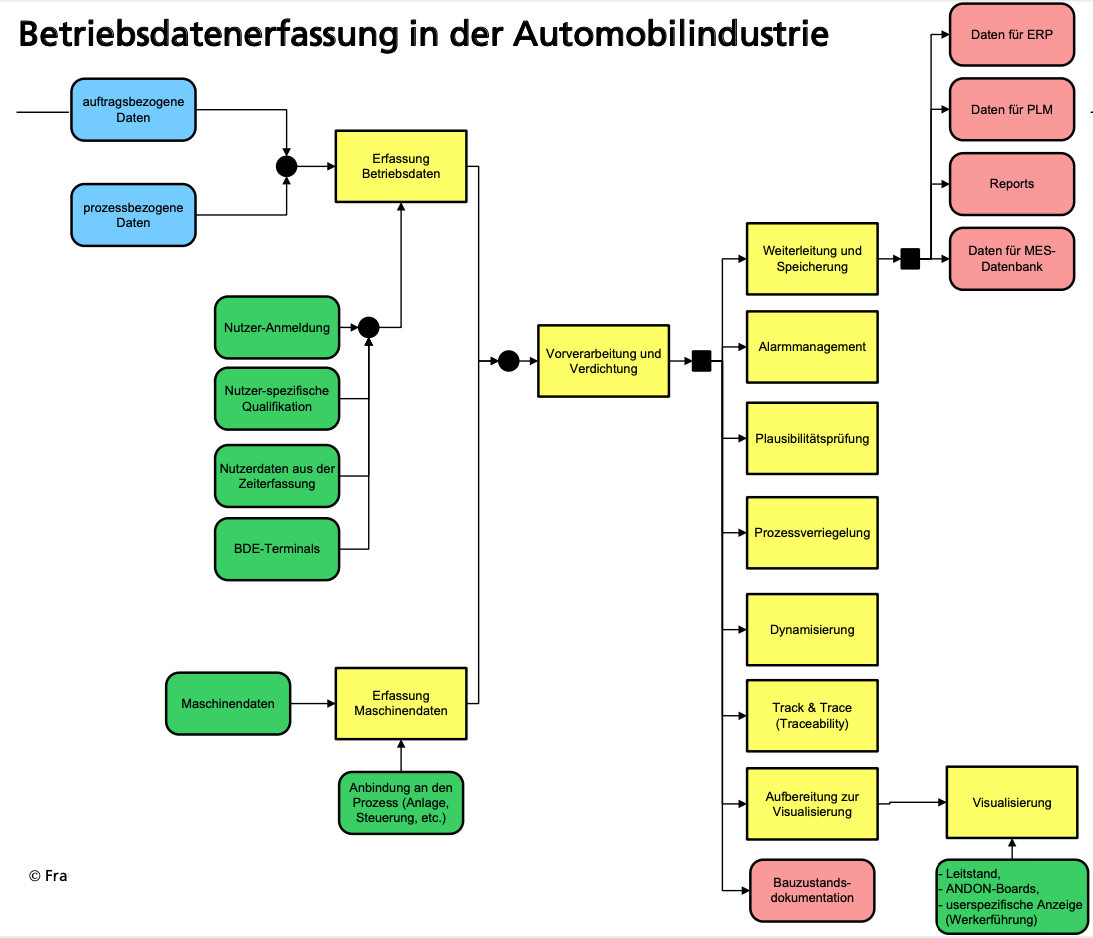 Betriebsdatenerfassung in der Automobilindustrie
auftragsbezogene
Daten
prozessbezogene
Daten
Erfassung
Betriebsdaten
Nutzer-Anmeldung
Nutzer-spezifische
Qualifikation
Nutzerdaten aus der
Zeiterfassung
BDE-Terminals
Maschinendaten
Erfassung
Maschinendaten
Anbindung an den
Prozess (Anlage,
Steuerung, etc.)
Vorverarbeitung und
Verdichtung
Weiterleitung und
Speicherung
Alarmmanagement
Plausibilitätsprüfung
Prozessverriegelung
Dynamisierung
Track & Trace
(Traceability)
Aufbereitung zur
Visualisierung
Bauzustands-
dokumentation
Daten für ERP
Daten für PLM
Reports
Daten für MES-
Datenbank
Visualisierung
- Leitstand,
- ANDON-Boards,
- userspezifische Anzeige
(Werkerführung)
© Fra